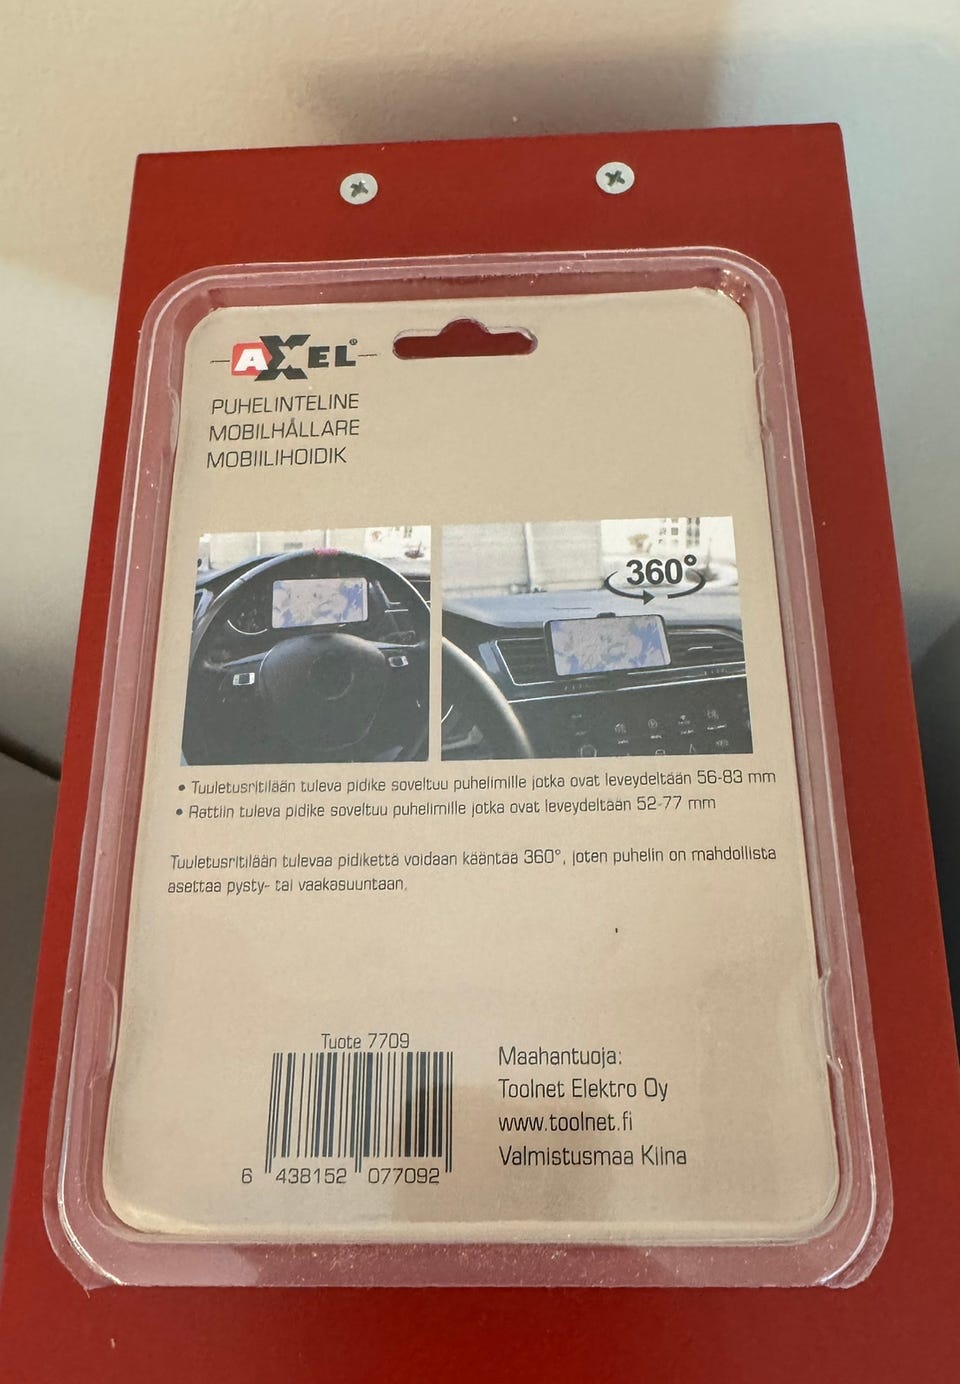 AXEL®
PUHELINTELINE
MOBILHÅLLARE
MOBIILIHOIDIK
360°
• Tuuletusritilään tuleva pidike soveltuu puhelimille jotka ovat leveydeltään 56-83 mm
• Rattiin tuleva pidike soveltuu puhelimille jotka ovat leveydeltään 52-77 mm
Tuuletusritilään tulevaa pidikettä voidaan kääntää 360°, joten puhelin on mahdollista
asettaa pysty- tai vaakasuuntaan.
Tuote 7709
6 438152 077092
Maahantuoja:
Toolnet Elektro Oy
www.toolnet.fi
Valmistusmaa Kiina